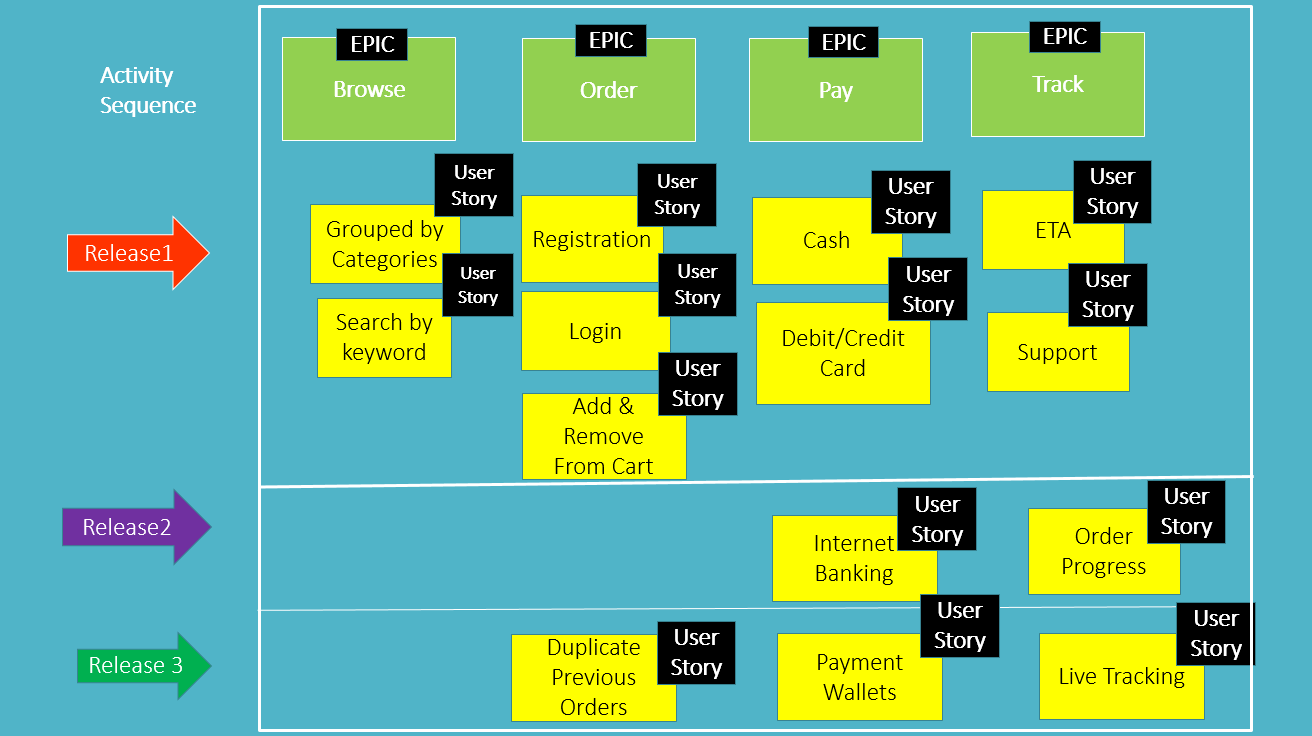 EPIC
EPIC
EPIC
EPIC
Activity
Sequence
Browse
Order
Pay
Track
User
Story
User
Story
User
Story
User
Story
Release1
Grouped by
Categories
Registration
Cash
ETA
User
Story
User
Story
User
Story
User
Story
Search by
keyword
Login
Debit/Credit
Card
Support
User
Story
Add &
Remove
From Cart
Release2
User
Story
User
Story
Internet
Banking
Order
Progress
Release 3
User
Story
User
Story
User
Story
Duplicate
Previous
Orders
Payment
Wallets
Live Tracking